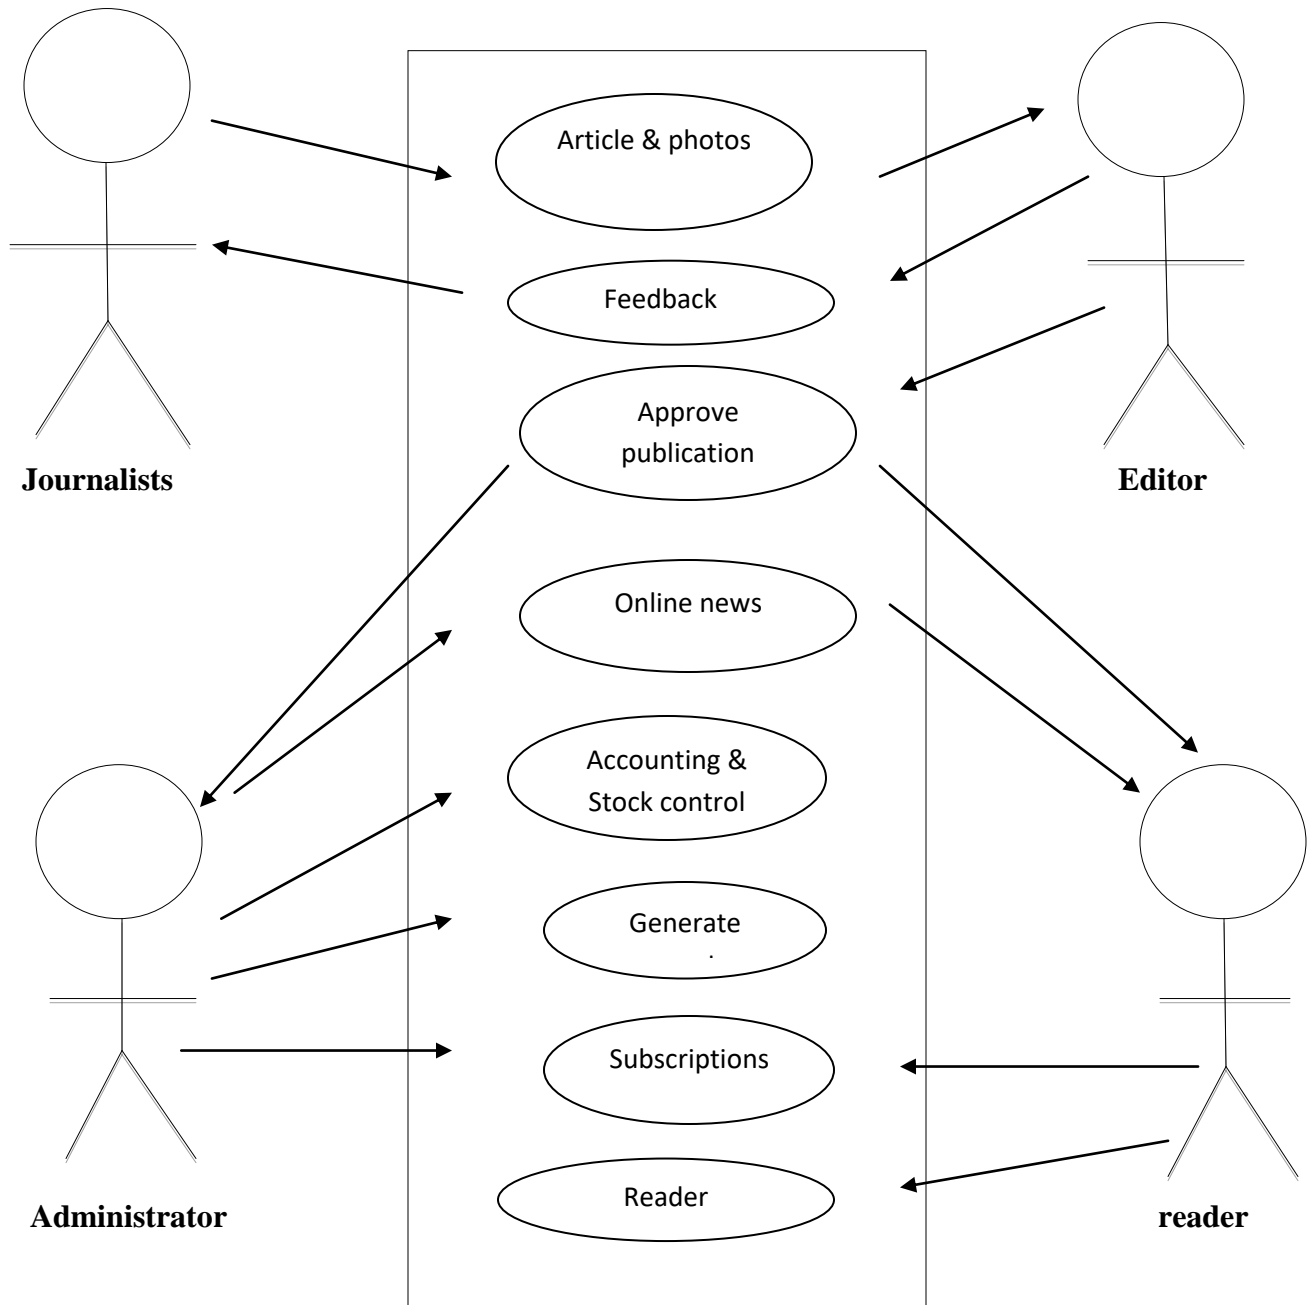 Article & photos
Feedback
Approve
publication
Journalists
Editor
Online news
Accounting &
Stock control
Generate
.
Subscriptions
Reader
Administrator
reader